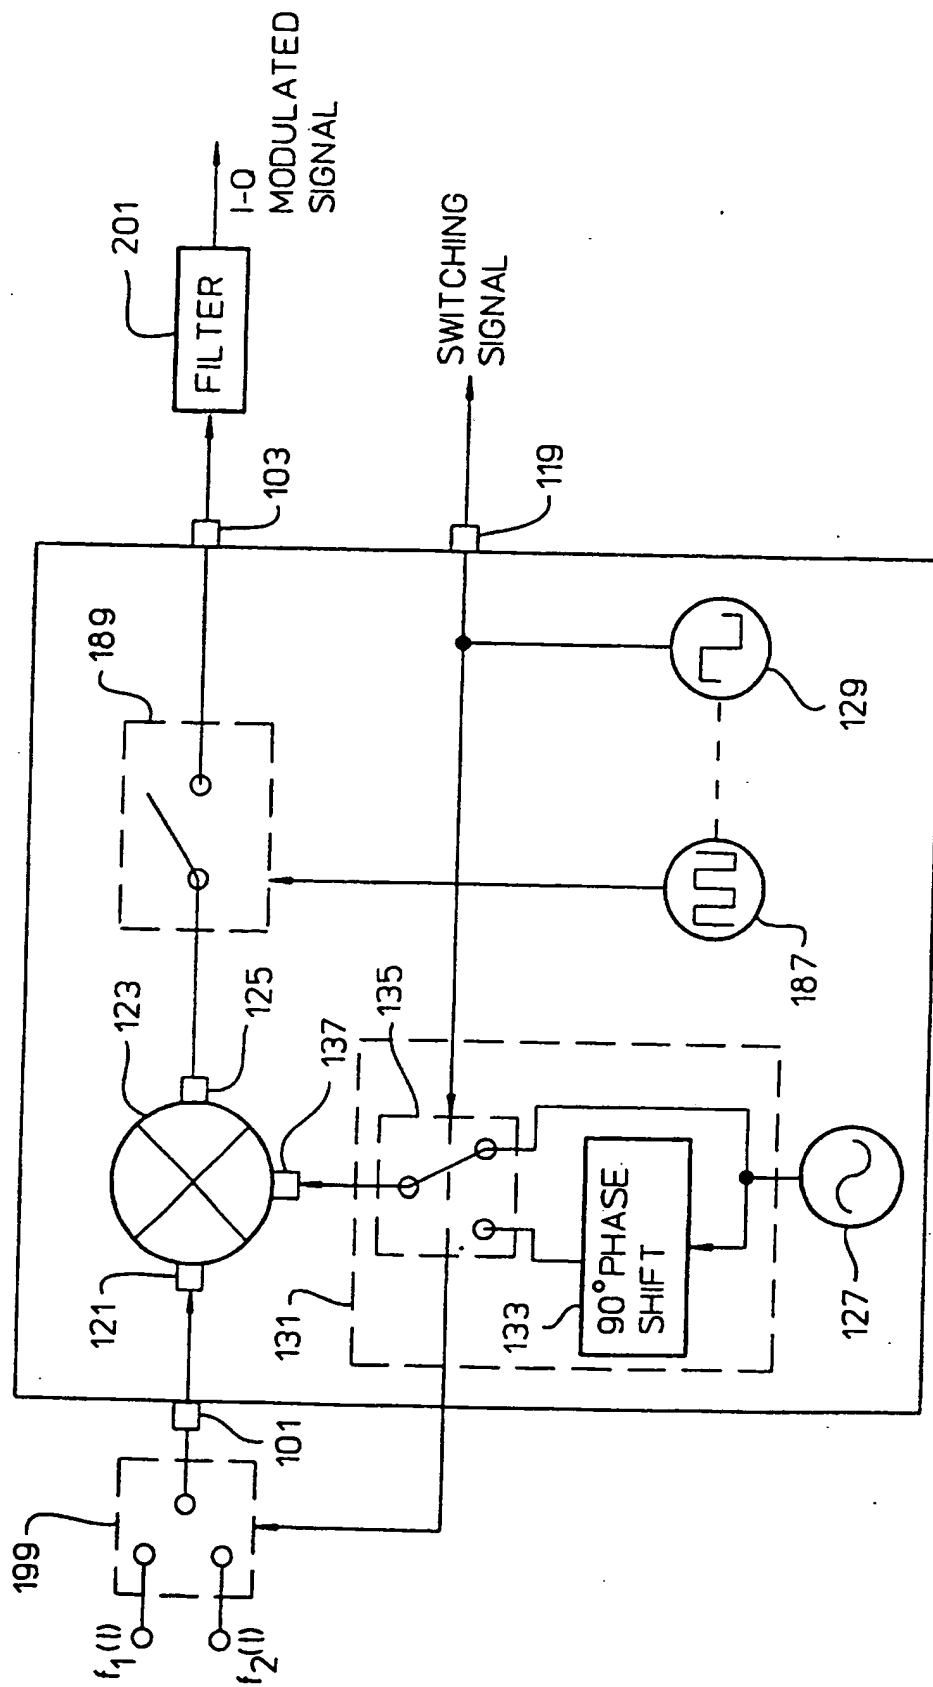 199
f₁(l)
f₂(l)
101
121
123
125
137
131
135
133
90° PHASE
SHIFT
127
187
129
189
103
119
201
FILTER
I-Q
MODULATED
SIGNAL
SWITCHING
SIGNAL